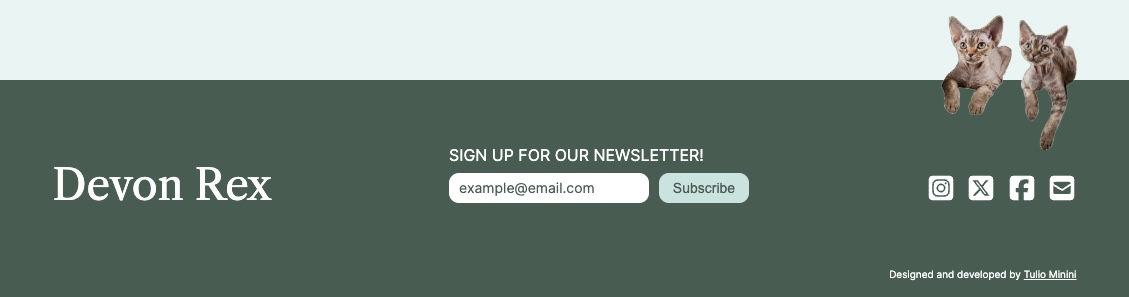 SIGN UP FOR OUR NEWSLETTER!
Devon Rex
example@email.com Subscribe
Designed and developed by Tulio Minini